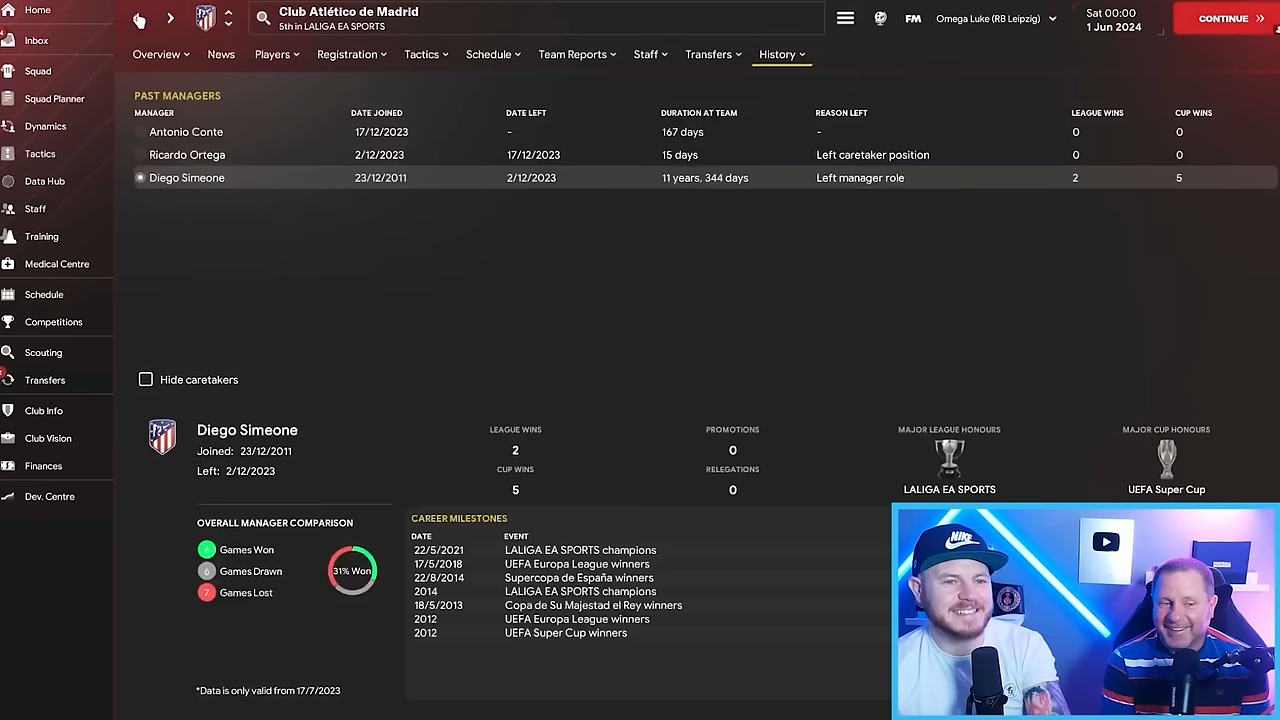 Home
Inbox
Squad
Squad Planner
Dynamics
Tactics
Data Hub
Staff
Training
Medical Centre
Schedule
Competitions
Scouting
Transfers
Club Info
Club Vision
Finances
Dev. Centre
Club Atlético de Madrid
5th in LALIGA EA SPORTS
FM
Omega Luke (RB Leipzig)
Sat 00:00
1 Jun 2024
CONTINUE
Overview News Players Registration Tactics Schedule Team Reports Staff Transfers History
PAST MANAGERS
MANAGER DATE JOINED DATE LEFT DURATION AT TEAM REASON LEFT LEAGUE WINS CUP WINS
Antonio Conte 17/12/2023 - 167 days - 0 0
Ricardo Ortega 2/12/2023 17/12/2023 15 days Left caretaker position 0 0
Diego Simeone 23/12/2011 2/12/2023 11 years, 344 days Left manager role 2 5
Hide caretakers
Diego Simeone
Joined: 23/12/2011
Left: 2/12/2023
LEAGUE WINS
2
CUP WINS
5
PROMOTIONS
0
RELEGATIONS
0
MAJOR LEAGUE HONOURS
LALIGA EA SPORTS
MAJOR CUP HONOURS
UEFA Super Cup
OVERALL MANAGER COMPARISON
6 Games Won
6 Games Drawn
7 Games Lost
31% Won
*Data is only valid from 17/7/2023
CAREER MILESTONES
DATE EVENT
22/5/2021 LALIGA EA SPORTS champions
17/5/2018 UEFA Europa League winners
22/8/2014 Supercopa de España winners
2014 LALIGA EA SPORTS champions
18/5/2013 Copa de Su Majestad el Rey winners
2012 UEFA Europa League winners
2012 UEFA Super Cup winners
NIKE